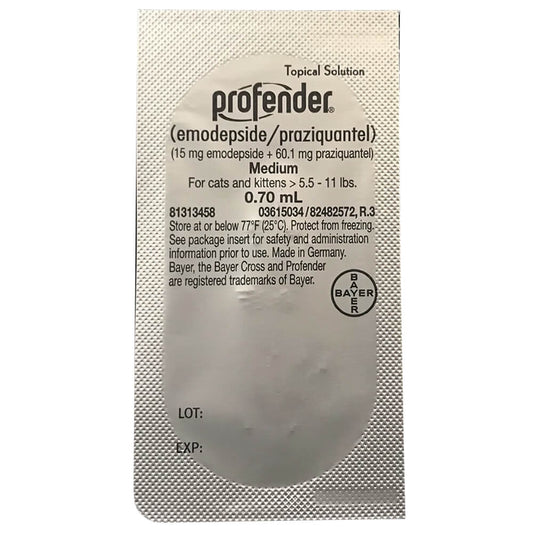 Topical Solution
profender®
(emodepside/praziquantel)
(15 mg emodepside + 60.1 mg praziquantel)
Medium
For cats and kittens > 5.5 - 11 lbs.
0.70 mL
81313458 03615034/82482572, R.3
Store at or below 77°F (25°C). Protect from freezing.
See package insert for safety and administration
information prior to use. Made in Germany.
Bayer, the Bayer Cross and Profender
are registered trademarks of Bayer.
BAYER
BAYER
LOT:
EXP: